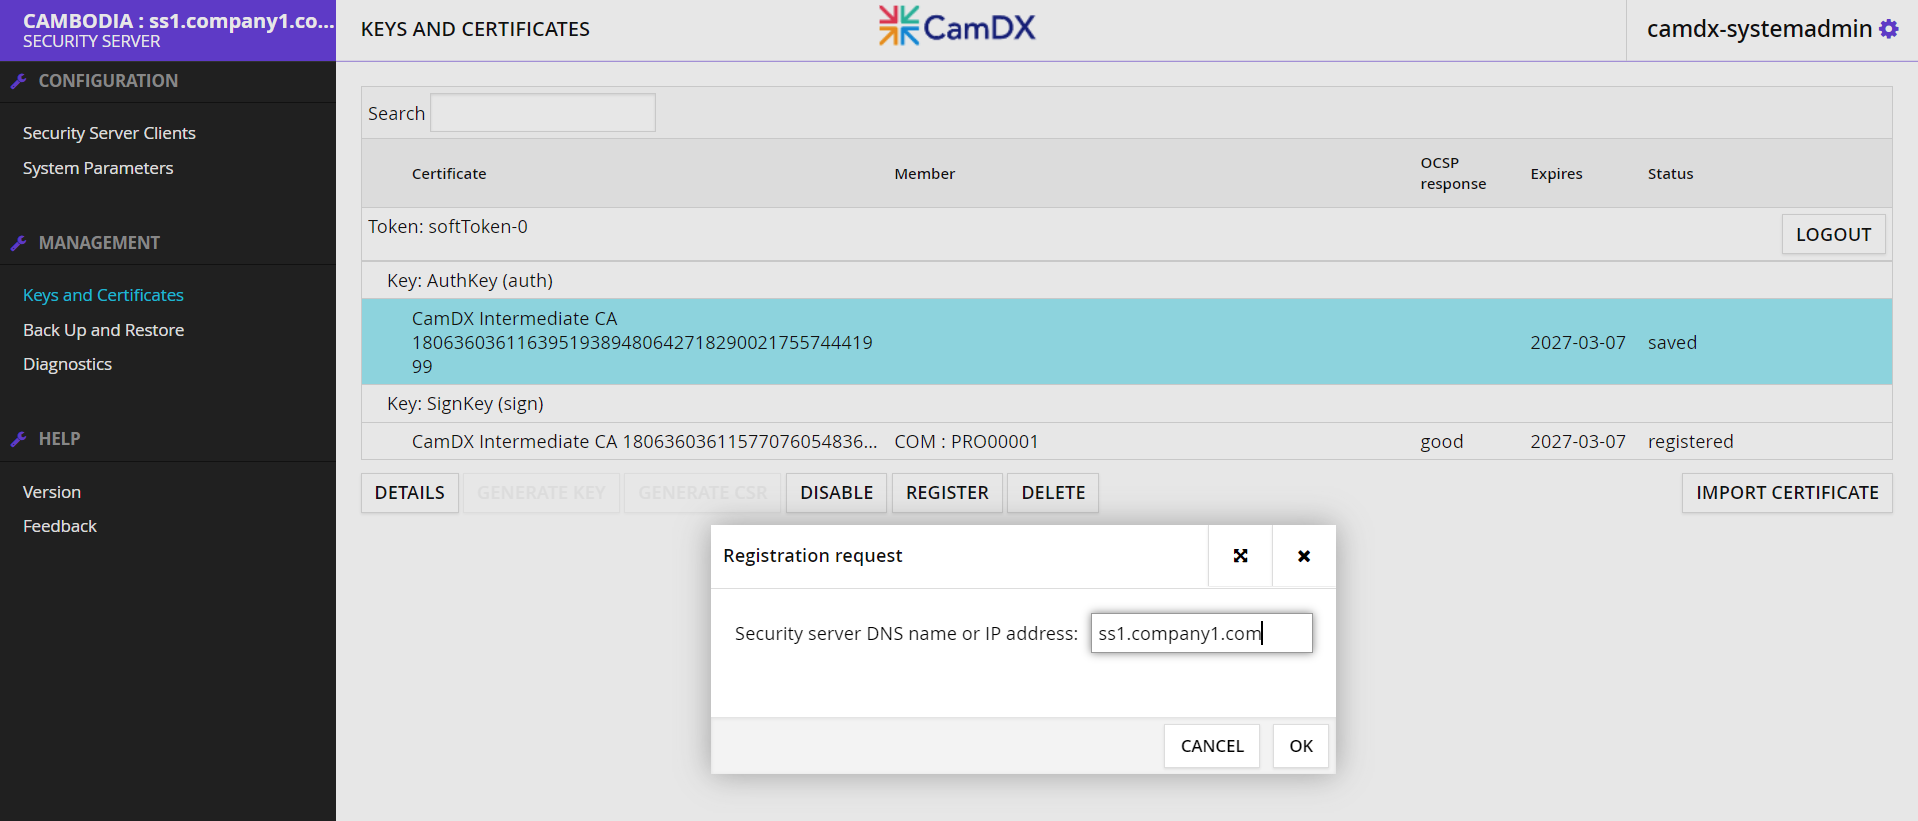 CAMBODIA : ss1.company1.co...
SECURITY SERVER
CONFIGURATION
Security Server Clients
System Parameters
MANAGEMENT
Keys and Certificates
Back Up and Restore
Diagnostics
HELP
Version
Feedback
KEYS AND CERTIFICATES
CamDX
camdx-systemadmin
Search
Certificate
Member
OCSP
response
Expires
Status
Token: softToken-0
LOGOUT
Key: AuthKey (auth)
CamDX Intermediate CA
18063603611639519389480642718290021755744419
99
2027-03-07
saved
Key: SignKey (sign)
CamDX Intermediate CA 18063603611577076054836...
COM : PRO00001
good
2027-03-07
registered
DETAILS
GENERATE KEY
GENERATE CSR
DISABLE
REGISTER
DELETE
IMPORT CERTIFICATE
Registration request
Security server DNS name or IP address:
ss1.company1.com
CANCEL
OK